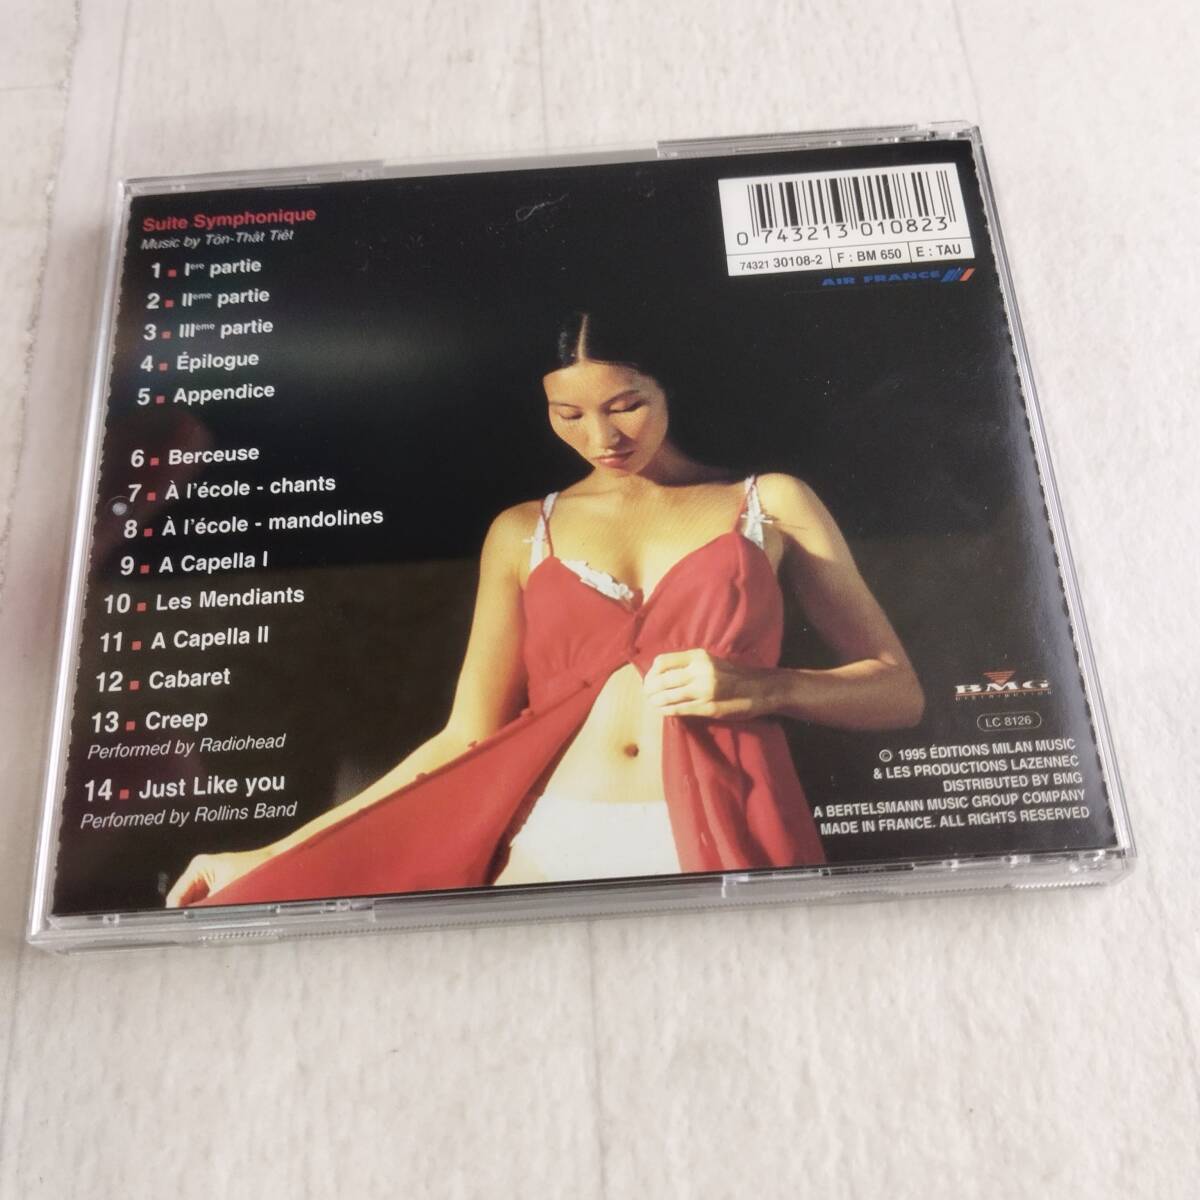 Suite Symphonique
Music by Tôn-Thât Tiêt
1 ▪ Iere partie
2 ▪ IIeme partie
3 ▪ IIIeme partie
4 ▪ Épilogue
5 ▪ Appendice
6 ▪ Berceuse
7 ▪ À l'école - chants
8 ▪ À l'école - mandolines
9 ▪ A Capella I
10 ▪ Les Mendiants
11 ▪ A Capella II
12 ▪ Cabaret
13 ▪ Creep
Performed by Radiohead
14 ▪ Just Like you
Performed by Rollins Band
0 743213 010823
74321 30108-2 F : BM 650 E : TAU
AIR FRANCE
BMG
DISTRIBUTION
LC 8126
© 1995 ÉDITIONS MILAN MUSIC
& LES PRODUCTIONS LAZENNEC
DISTRIBUTED BY BMG
A BERTELSMANN MUSIC GROUP COMPANY
MADE IN FRANCE. ALL RIGHTS RESERVED